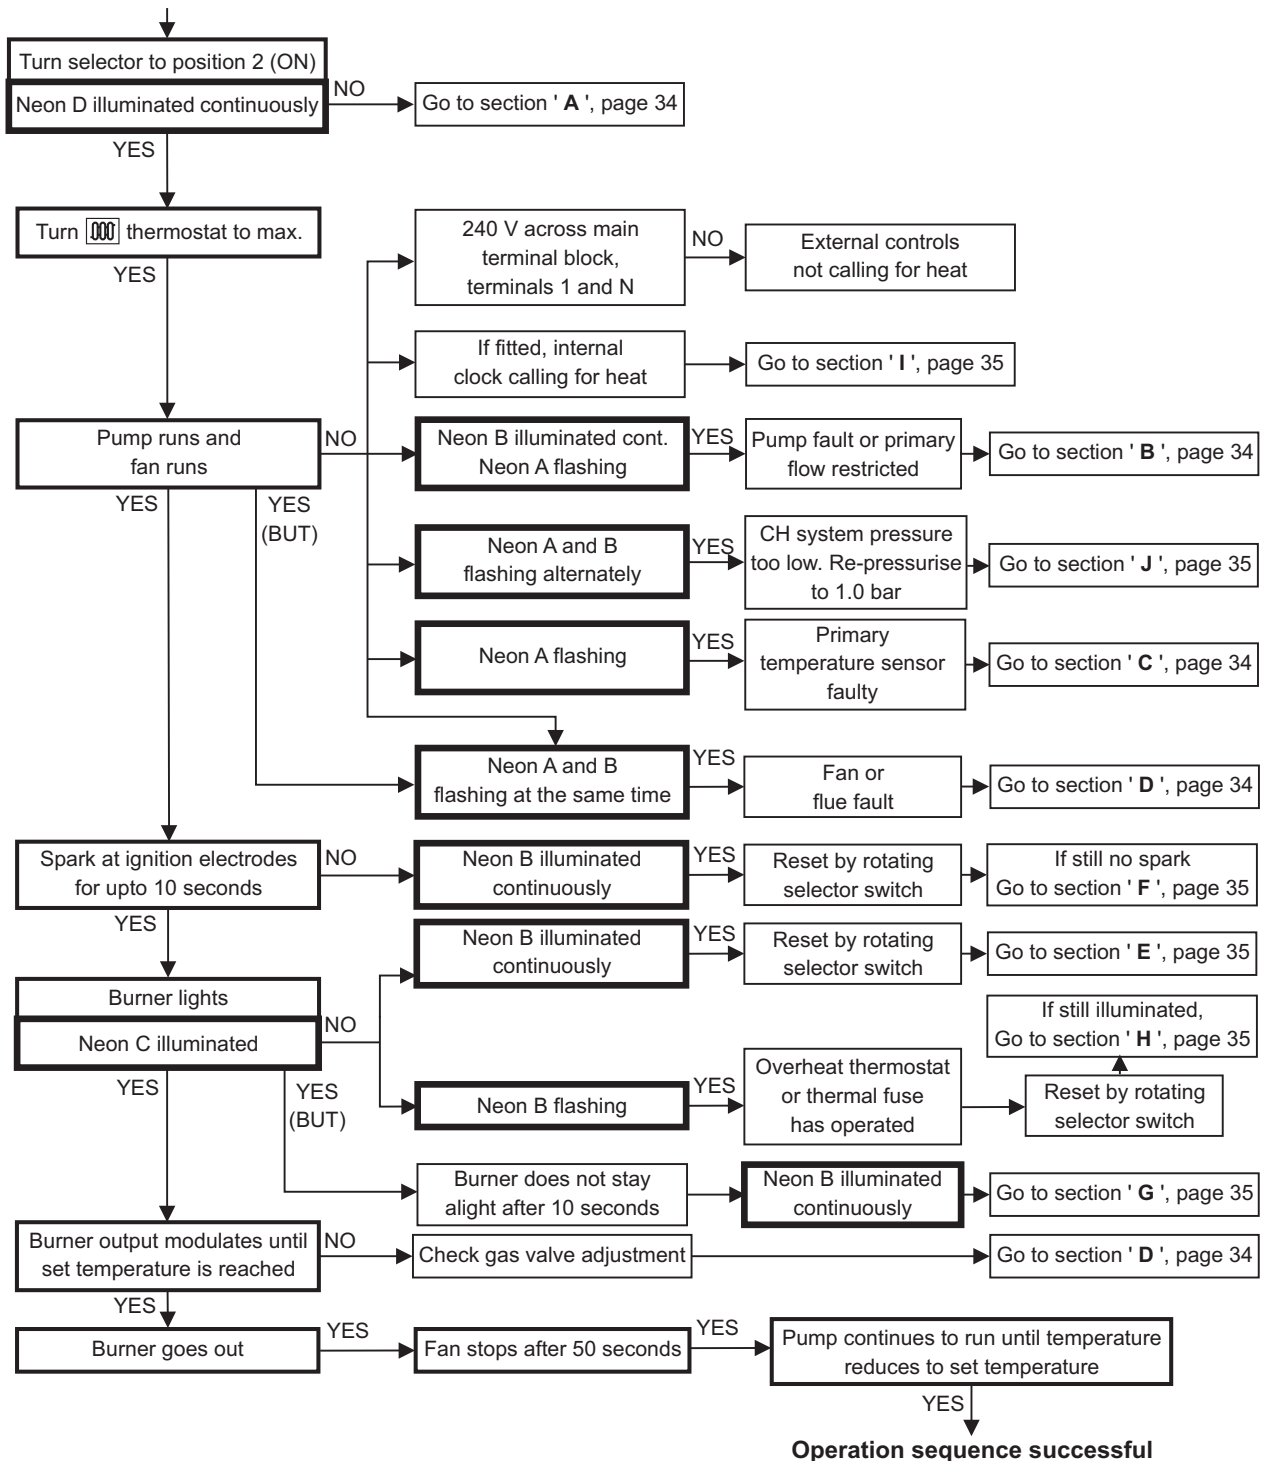 Turn selector to position 2 (ON)
Neon D illuminated continuously
NO
Go to section ' A ', page 34
YES
Turn thermostat to max.
YES
240 V across main
terminal block,
terminals 1 and N
NO
External controls
not calling for heat
If fitted, internal
clock calling for heat
Go to section ' I ', page 35
Pump runs and
fan runs
NO
Neon B illuminated cont.
Neon A flashing
YES
Pump fault or primary
flow restricted
Go to section ' B ', page 34
YES
YES
(BUT)
Neon A and B
flashing alternately
YES
CH system pressure
too low. Re-pressurise
to 1.0 bar
Go to section ' J ', page 35
Neon A flashing
YES
Primary
temperature sensor
faulty
Go to section ' C ', page 34
Neon A and B
flashing at the same time
YES
Fan or
flue fault
Go to section ' D ', page 34
Spark at ignition electrodes
for upto 10 seconds
NO
Neon B illuminated
continuously
YES
Reset by rotating
selector switch
If still no spark
Go to section ' F ', page 35
YES
Neon B illuminated
continuously
YES
Reset by rotating
selector switch
Go to section ' E ', page 35
Burner lights
Neon C illuminated
NO
If still illuminated,
Go to section ' H ', page 35
Neon B flashing
YES
Overheat thermostat
or thermal fuse
has operated
Reset by rotating
selector switch
YES
YES
(BUT)
Burner does not stay
alight after 10 seconds
Neon B illuminated
continuously
Go to section ' G ', page 35
Burner output modulates until
set temperature is reached
NO
Check gas valve adjustment
Go to section ' D ', page 34
YES
Burner goes out
YES
Fan stops after 50 seconds
YES
Pump continues to run until temperature
reduces to set temperature
YES
Operation sequence successful